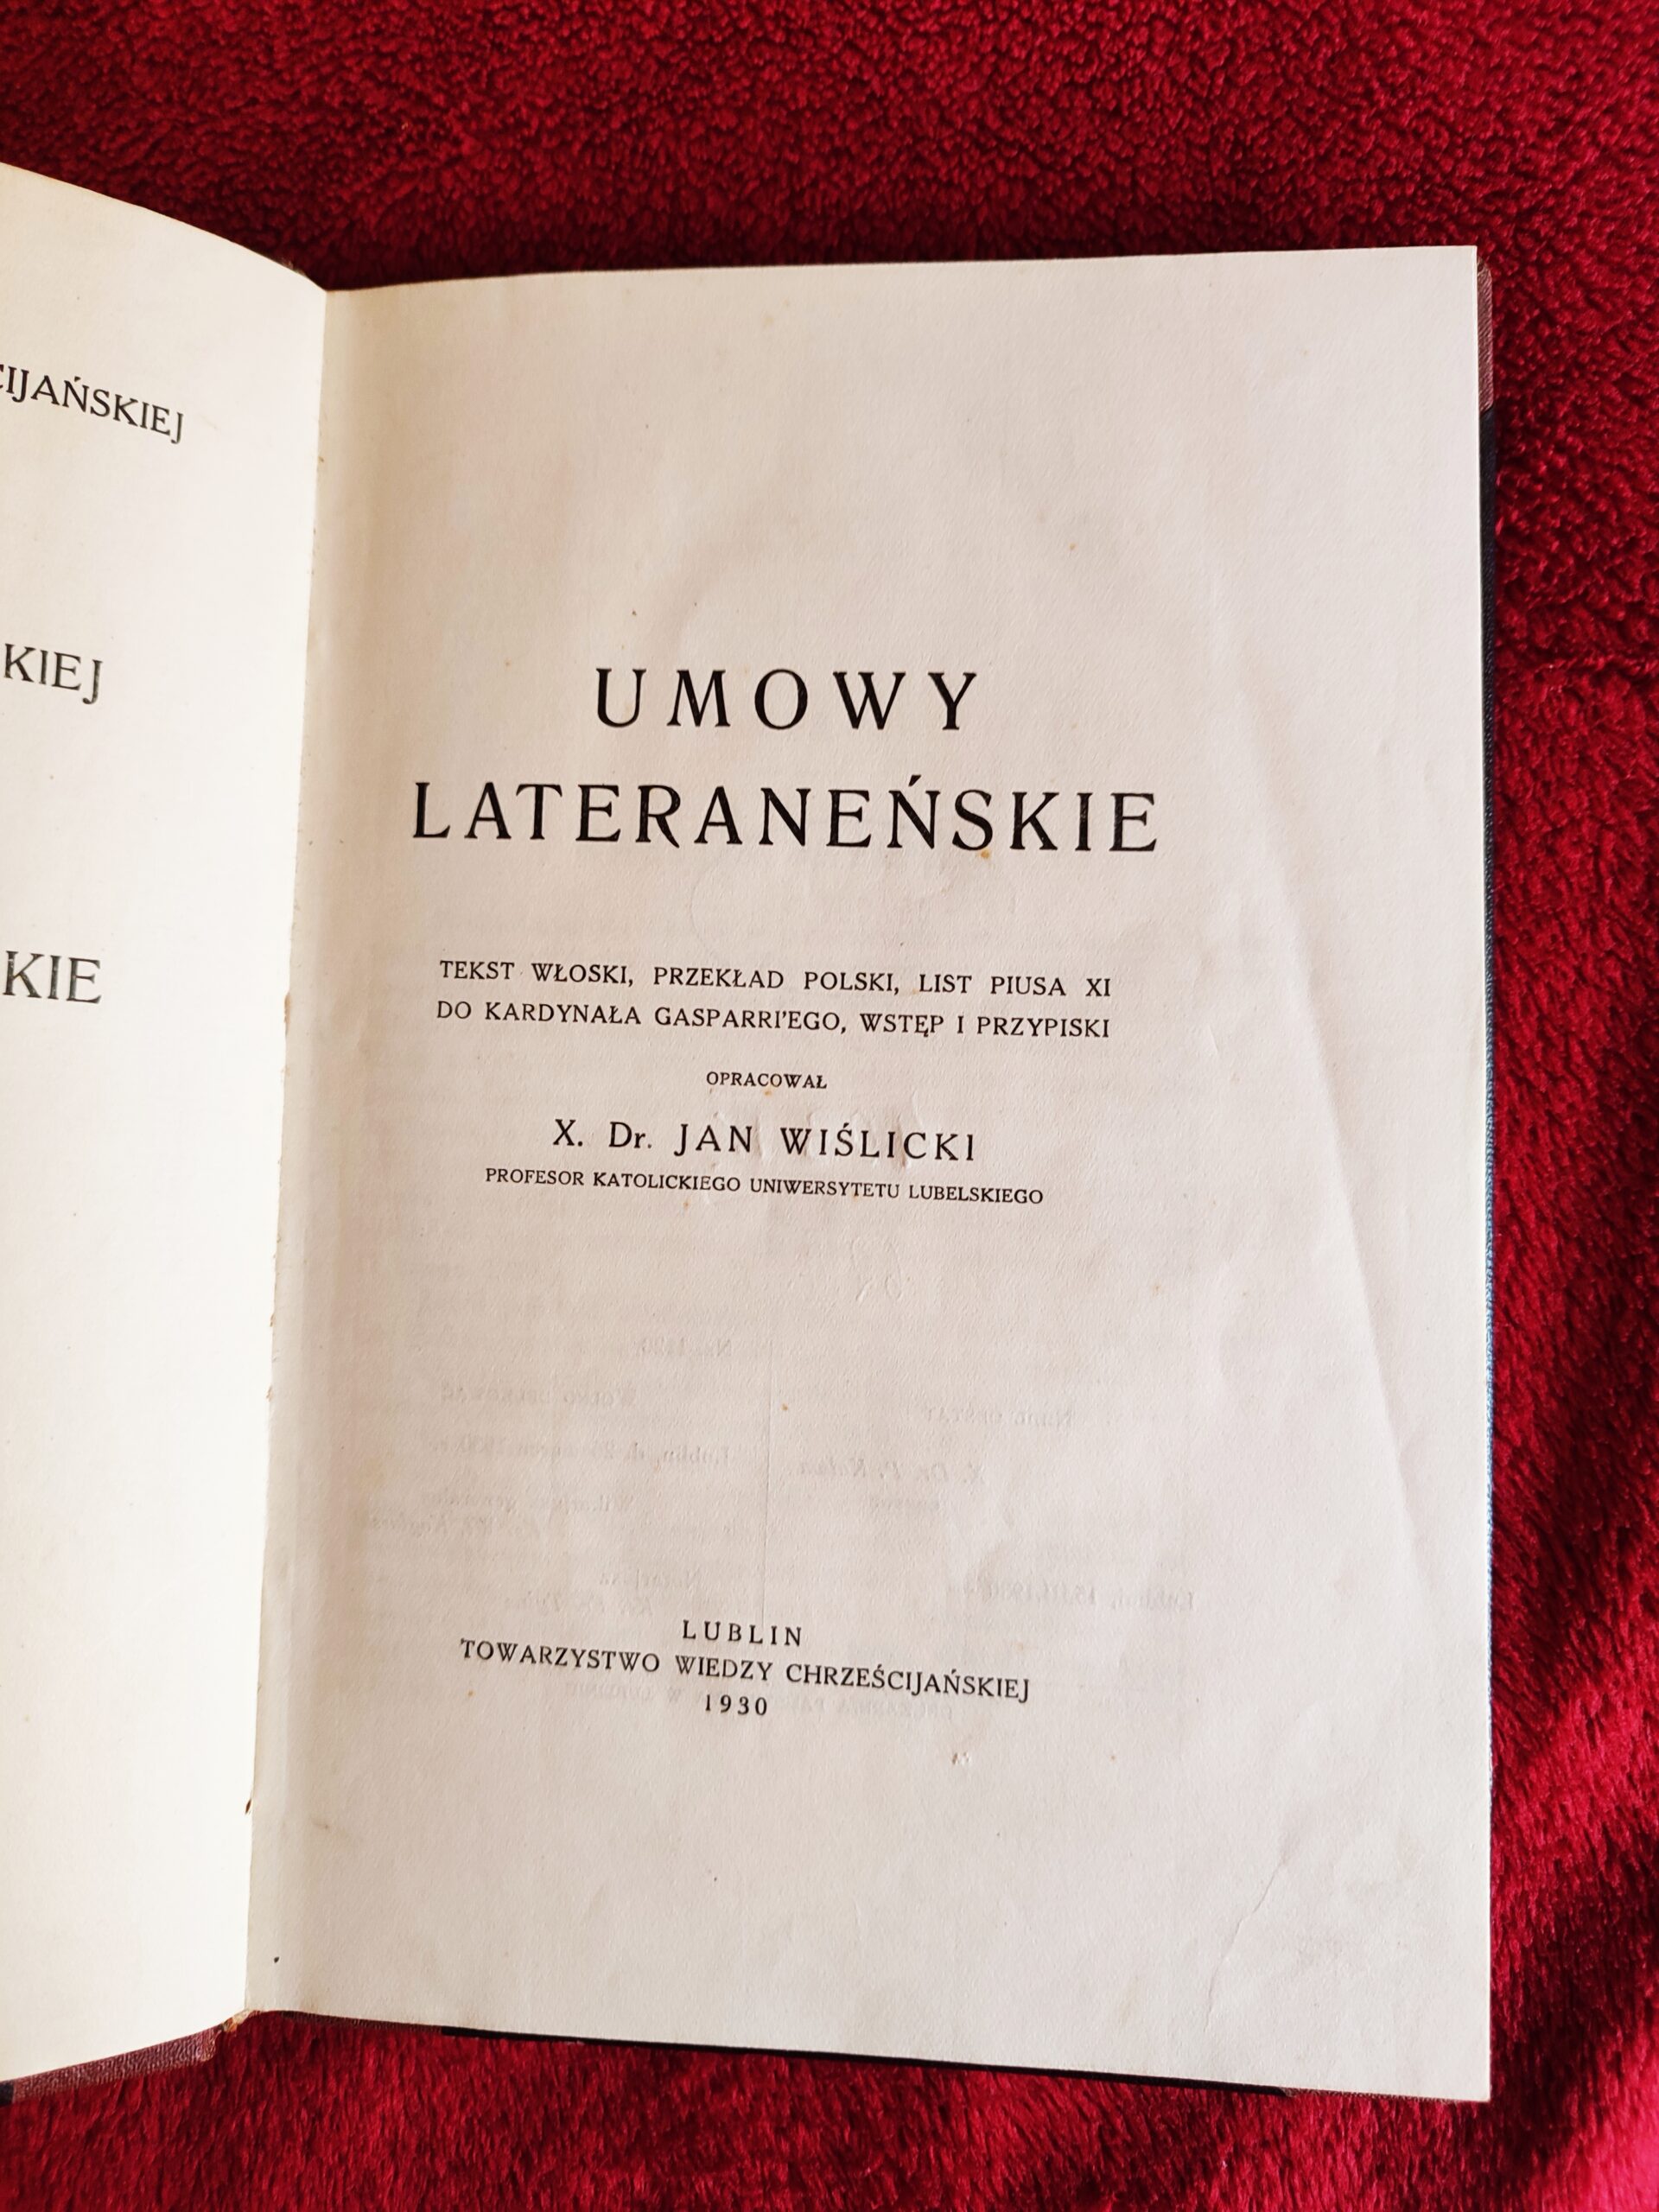 CIJAŃSKIEJ
KIEJ
KIE
UMOWY
LATERANEŃSKIE
TEKST WŁOSKI, PRZEKŁAD POLSKI, LIST PIUSA XI
DO KARDYNAŁA GASPARRI'EGO, WSTĘP I PRZYPISKI
OPRACOWAŁ
X. Dr. JAN WIŚLICKI
PROFESOR KATOLICKIEGO UNIWERSYTETU LUBELSKIEGO
LUBLIN
TOWARZYSTWO WIEDZY CHRZEŚCIJAŃSKIEJ
1930